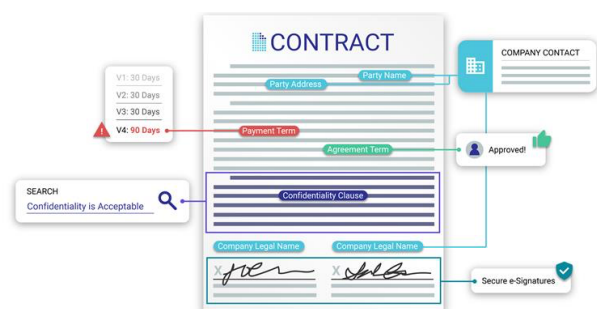 CONTRACT
COMPANY CONTACT
Party Name
Party Address
V1: 30 Days
V2: 30 Days
V3: 30 Days
V4: 90 Days
Payment Term
Agreement Term
Approved!
SEARCH
Confidentiality is Acceptable
Confidentiality Clause
Company Legal Name
Company Legal Name
X
X
Secure e-Signatures